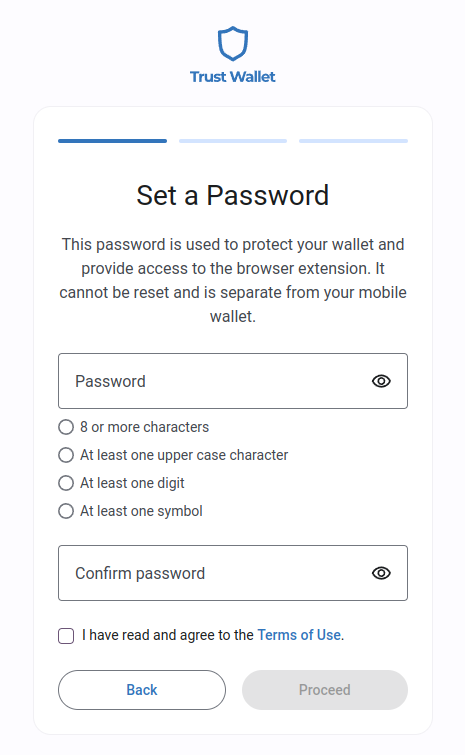 Trust Wallet
Set a Password
This password is used to protect your wallet and
provide access to the browser extension. It
cannot be reset and is separate from your mobile
wallet.
Password
8 or more characters
At least one upper case character
At least one digit
At least one symbol
Confirm password
I have read and agree to the Terms of Use.
Back
Proceed